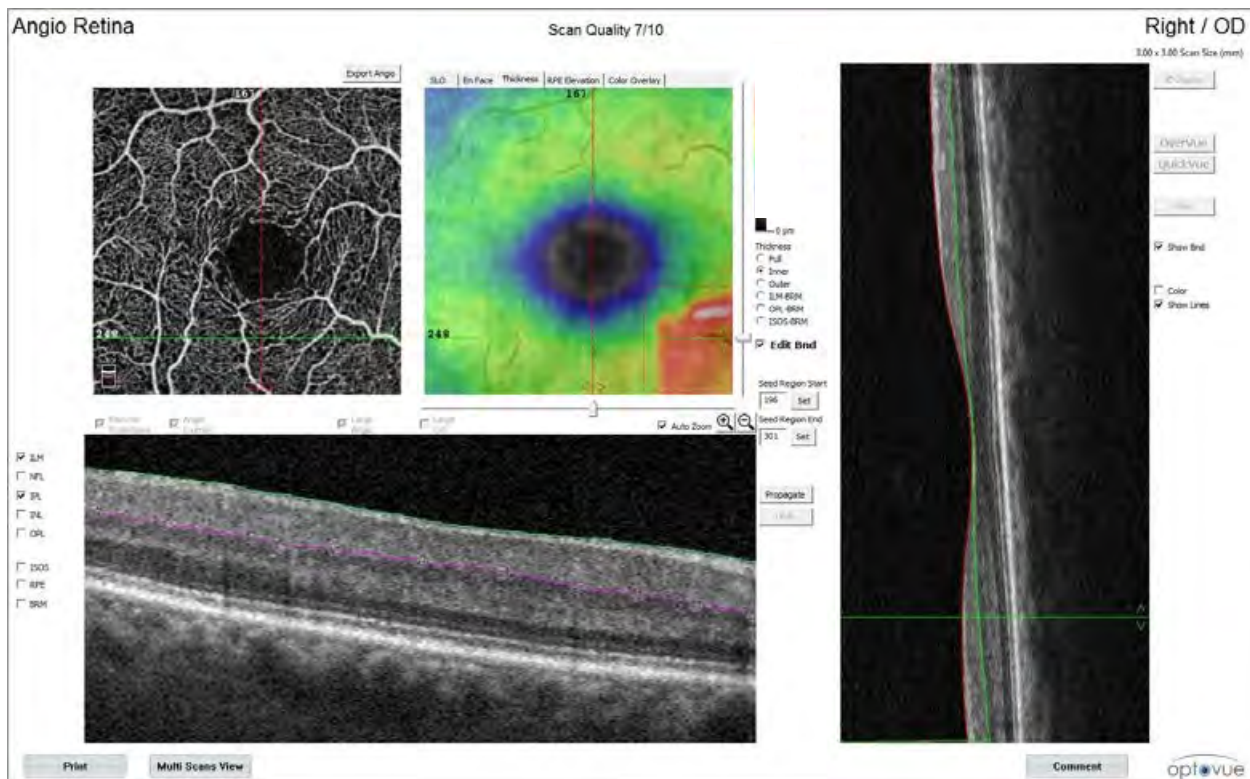 Angio Retina
Scan Quality 7/10
Right / OD
3.00 x 3.00 Scan Size (mm)
Export Angio
SLO
En Face
Thickness
RPE Elevation
Color Overlay
167
248
167
248
0 µm
Thickness
Full
Inner
Outer
ILM-BRM
OPL-BRM
ISOS-BRM
Edit Bnd
Seed Region Start
196
Set
Seed Region End
301
Set
Auto Zoom
Propagate
OverVue
QuickVue
Show Bnd
Color
Show Lines
ILM
NFL
IPL
INL
OPL
ISOS
RPE
BRM
Print
Multi Scans View
Comment
optovue